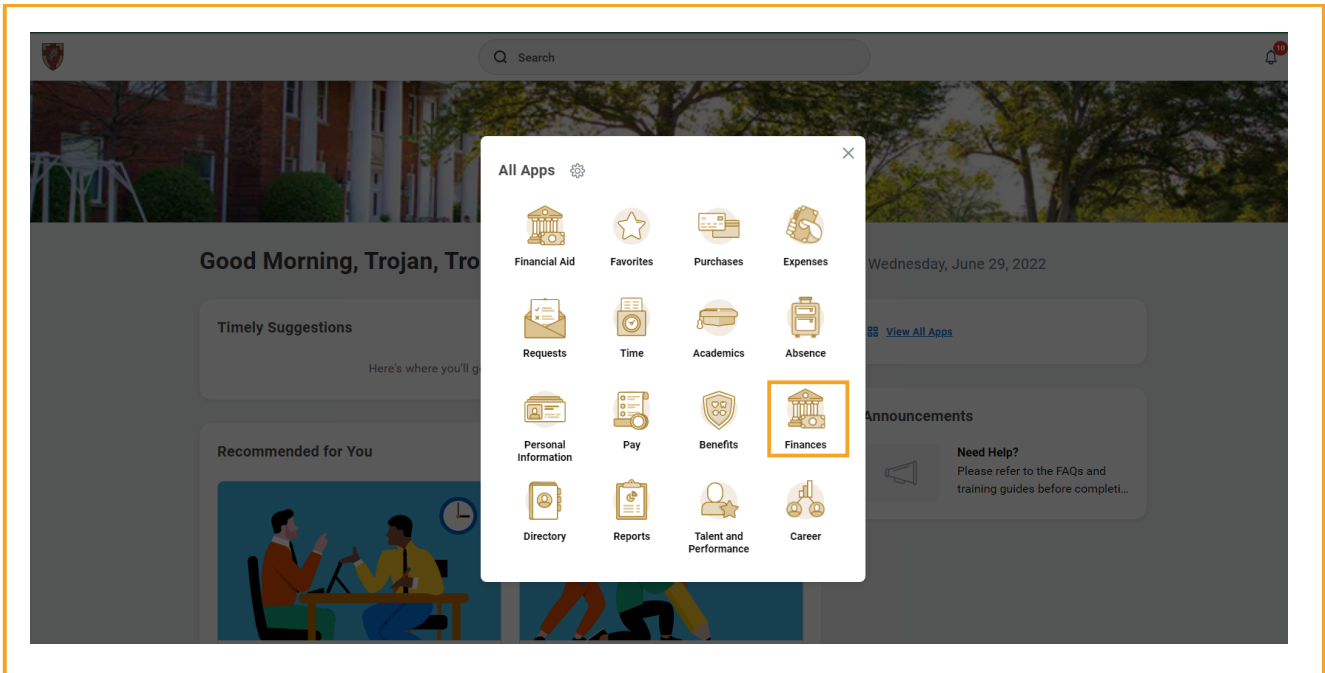 Search
10
All Apps
Financial Aid
Favorites
Purchases
Expenses
Good Morning, Trojan, Tro
Wednesday, June 29, 2022
Timely Suggestions
View All Apps
Requests
Time
Academics
Absence
Here's where you'll g
Announcements
Personal
Information
Pay
Benefits
Finances
Recommended for You
Need Help?
Please refer to the FAQs and
training guides before completi...
Directory
Reports
Talent and
Performance
Career